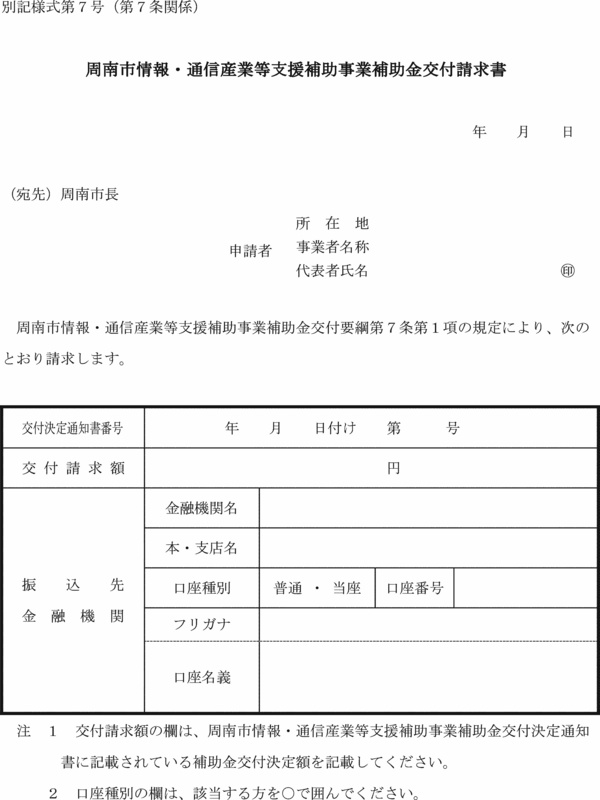 別記様式第７号（第７条関係）
周南市情報・通信産業等支援補助事業補助金交付請求書
年　　月　　日
（宛先）周南市長
所　在　地
申請者　事業者名称
代表者氏名　㊞
周南市情報・通信産業等支援補助事業補助金交付要綱第７条第１項の規定により、次の
とおり請求します。
交付決定通知書番号　年　　月　　日付け　　第　　　号
交 付 請 求 額　円
金融機関名
本・支店名
振　込　先
金 融 機 関
口座種別　普通 ・ 当座　口座番号
フリガナ
口座名義
注　１　交付請求額の欄は、周南市情報・通信産業等支援補助事業補助金交付決定通知
書に記載されている補助金交付決定額を記載してください。
２　口座種別の欄は、該当する方を〇で囲んでください。